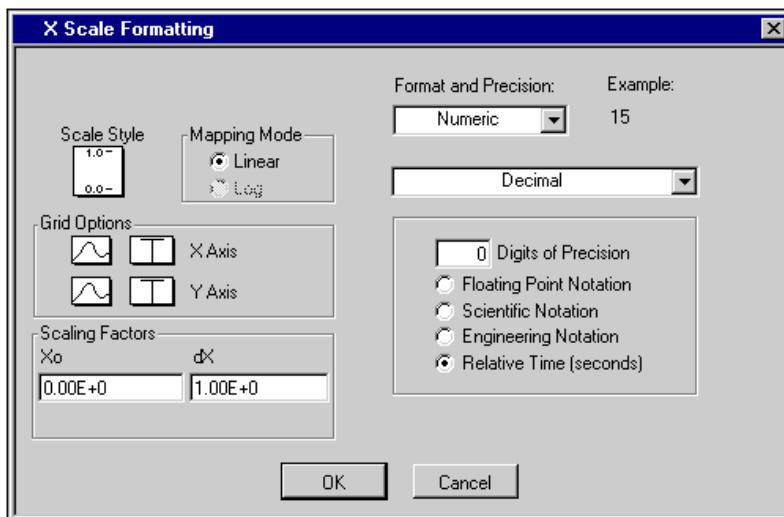 X Scale Formatting
Format and Precision:
Example:
Numeric
15
Scale Style
1.0
0.0
Mapping Mode
Linear
Log
Decimal
Grid Options
X Axis
Y Axis
0 Digits of Precision
Floating Point Notation
Scientific Notation
Engineering Notation
Relative Time (seconds)
Scaling Factors
Xo
dX
0.00E+0
1.00E+0
OK
Cancel